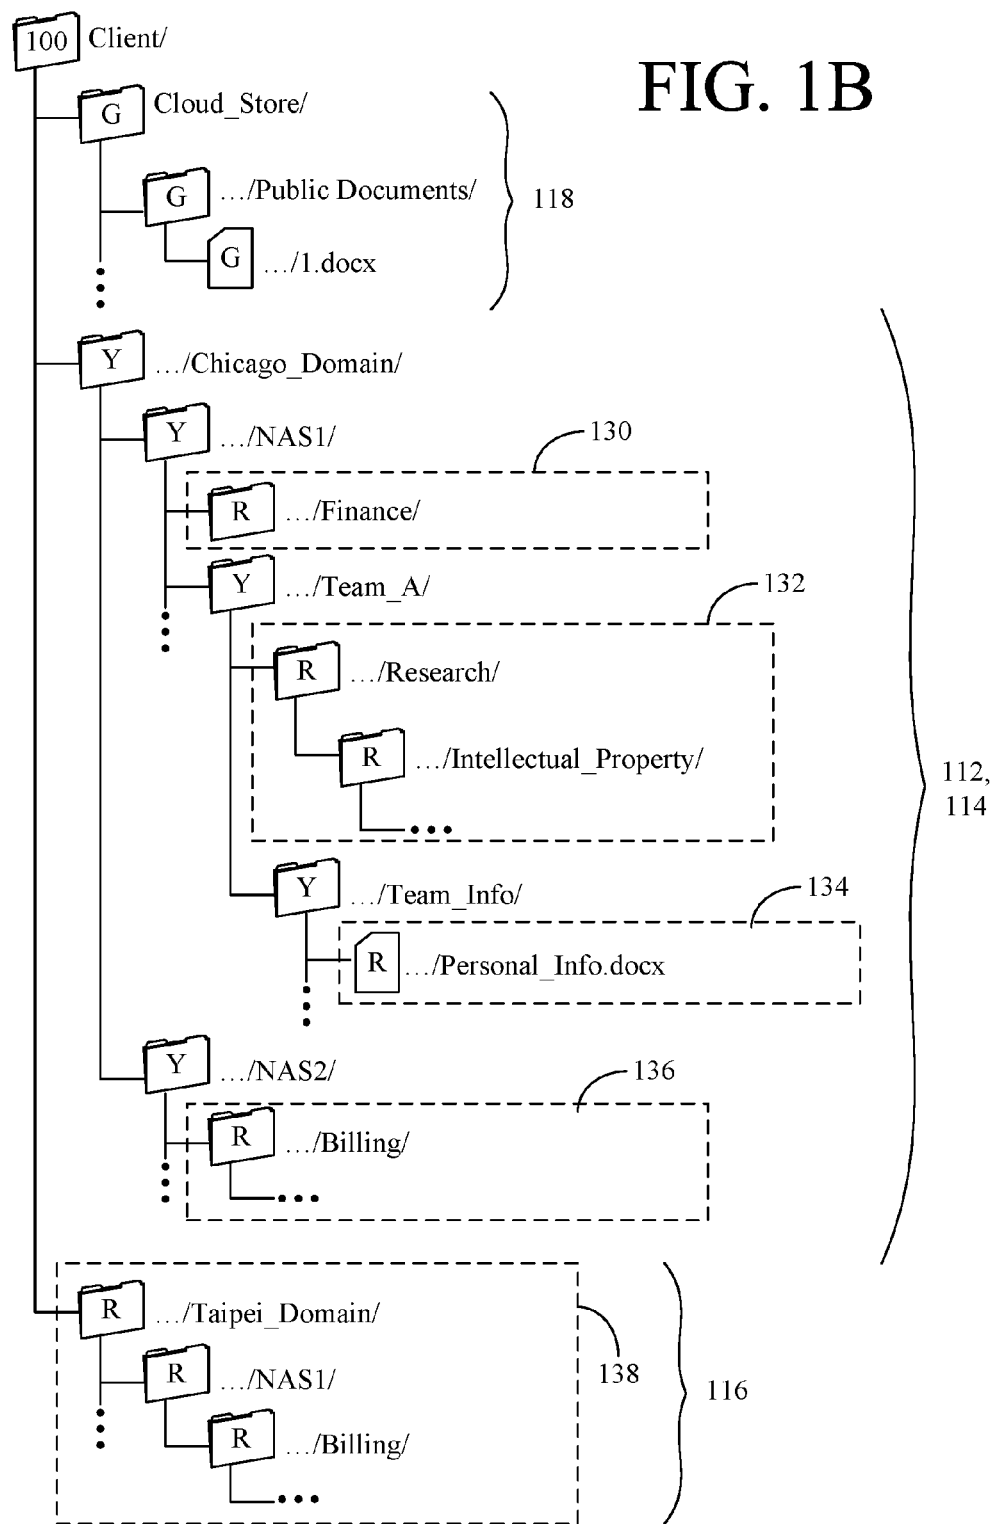 100 Client/
FIG. 1B
G Cloud_Store/
G .../Public Documents/
118
G .../1.docx
Y .../Chicago_Domain/
Y .../NAS1/
130
R .../Finance/
Y .../Team_A/
132
R .../Research/
R .../Intellectual_Property/
112,
114
Y .../Team_Info/
134
R .../Personal_Info.docx
Y .../NAS2/
136
R .../Billing/
R .../Taipei_Domain/
138
R .../NAS1/
116
R .../Billing/